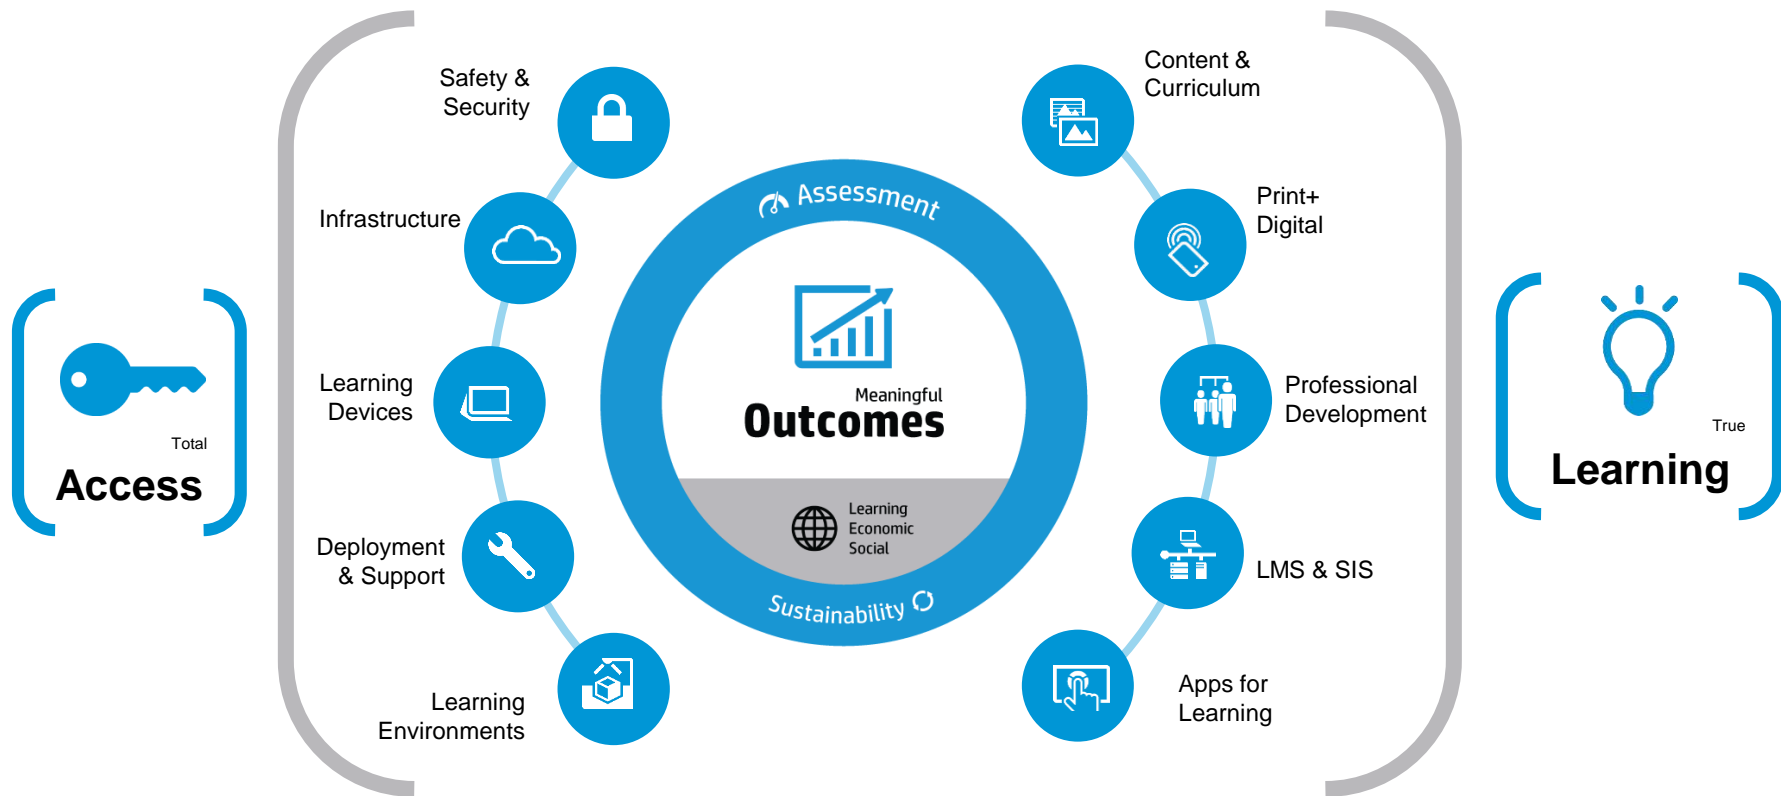 Total
Access
Safety &
Security
Infrastructure
Learning
Devices
Deployment
& Support
Learning
Environments
Assessment
Meaningful
Outcomes
Learning
Economic
Social
Sustainability
Content &
Curriculum
Print+
Digital
Professional
Development
LMS & SIS
Apps for
Learning
True
Learning